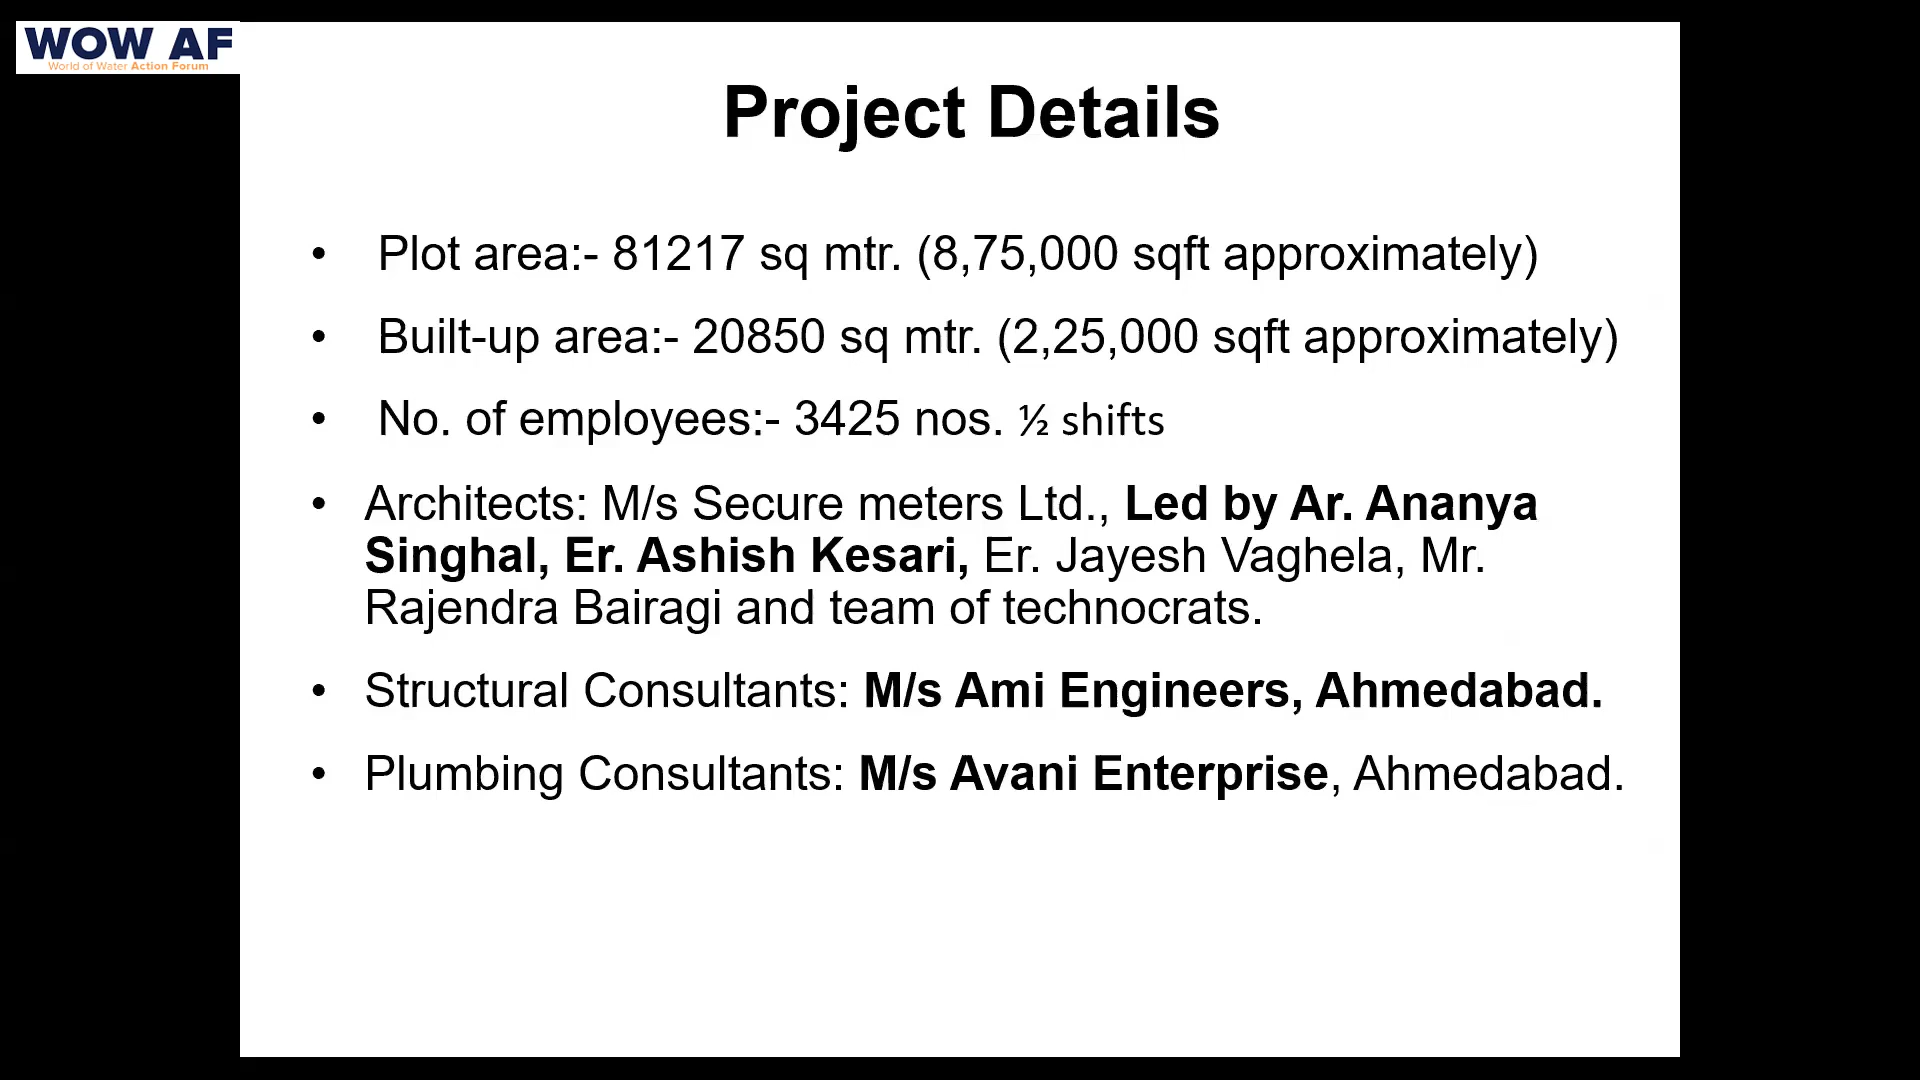 WOW AF
World of Water Action Forum
Project Details
• Plot area:- 81217 sq mtr. (8,75,000 sqft approximately)
• Built-up area:- 20850 sq mtr. (2,25,000 sqft approximately)
• No. of employees:- 3425 nos. ½ shifts
• Architects: M/s Secure meters Ltd., Led by Ar. Ananya
Singhal, Er. Ashish Kesari, Er. Jayesh Vaghela, Mr.
Rajendra Bairagi and team of technocrats.
• Structural Consultants: M/s Ami Engineers, Ahmedabad.
• Plumbing Consultants: M/s Avani Enterprise, Ahmedabad.